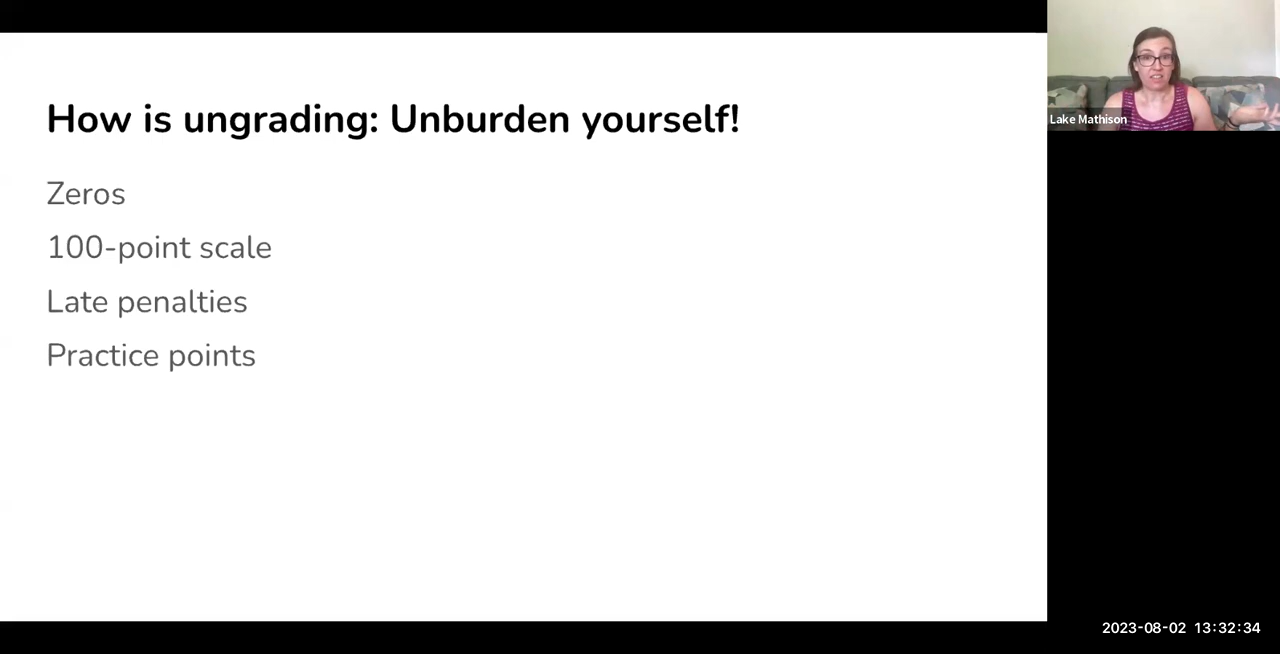 How is ungrading: Unburden yourself!
Zeros
100-point scale
Late penalties
Practice points
Lake Mathison
2023-08-02 13:32:34